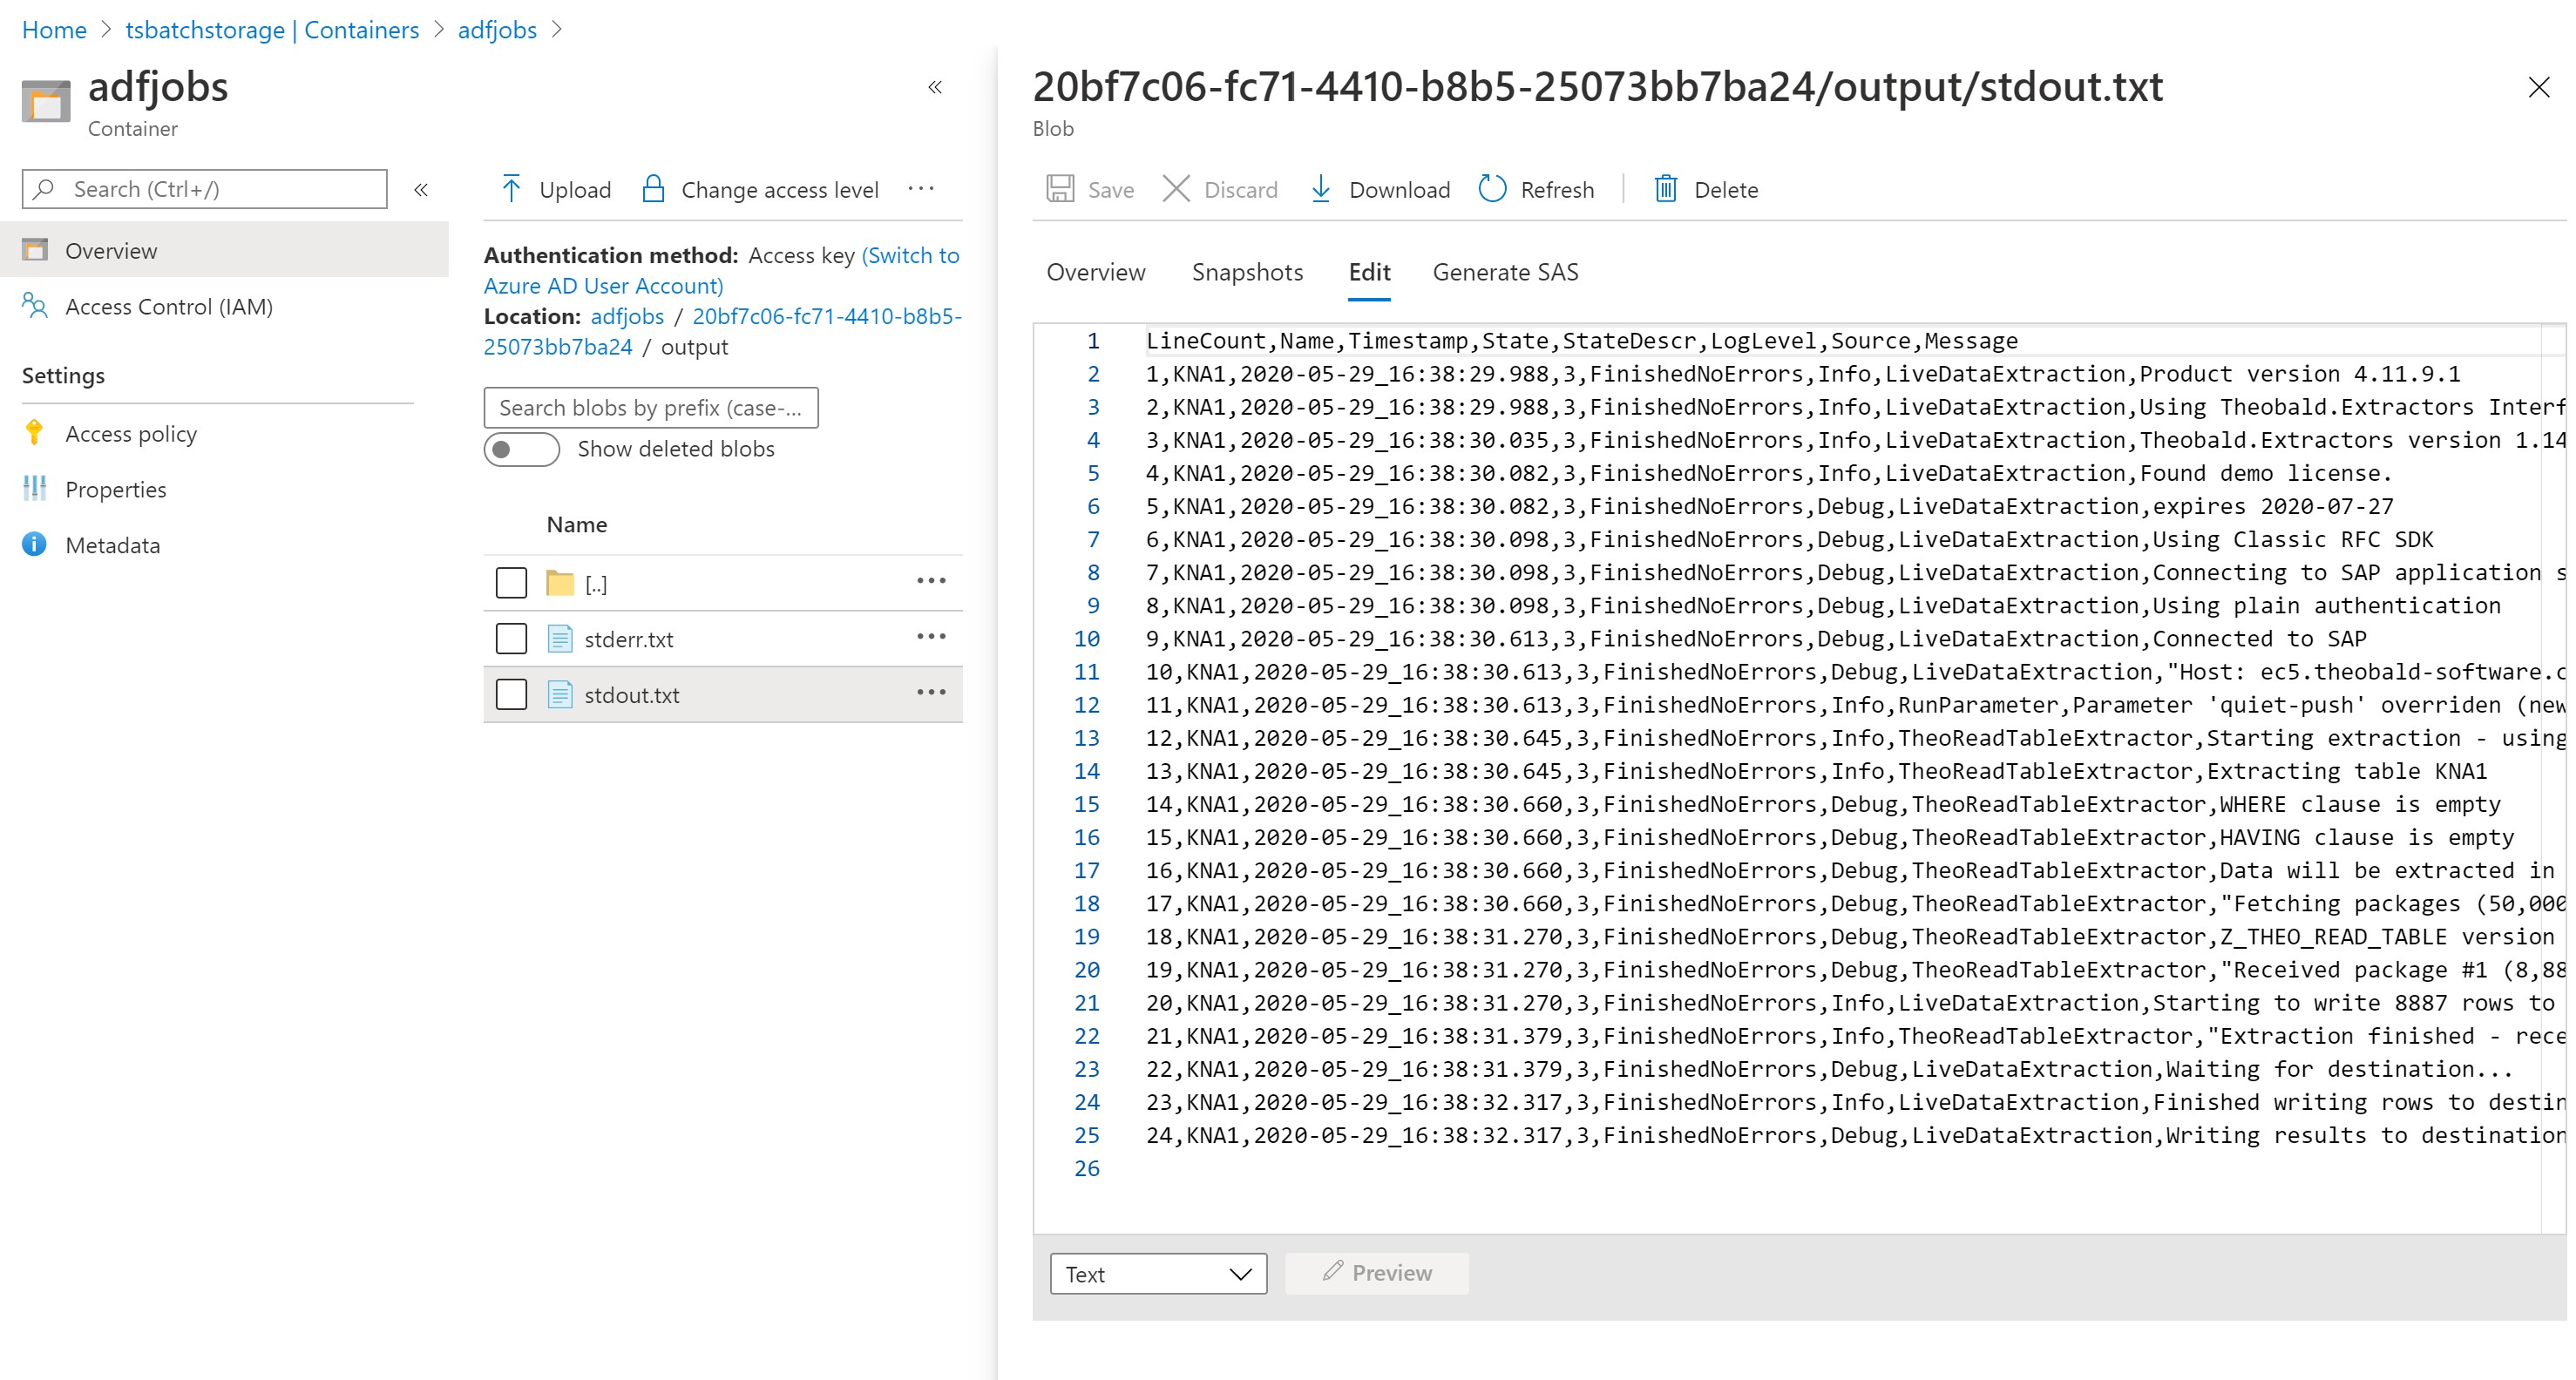 Home > tsbatchstorage | Containers > adfjobs >
adfjobs
Container
Search (Ctrl+/)
Overview
Access Control (IAM)
Settings
Access policy
Properties
Metadata
Upload Change access level ...
Authentication method: Access key (Switch to
Azure AD User Account)
Location: adfjobs / 20bf7c06-fc71-4410-b8b5-
25073bb7ba24 / output
Search blobs by prefix (case-...
Show deleted blobs
Name
[..]
stderr.txt
stdout.txt
20bf7c06-fc71-4410-b8b5-25073bb7ba24/output/stdout.txt
Blob
Save Discard Download Refresh Delete
Overview Snapshots Edit Generate SAS
1 LineCount,Name,Timestamp,State,StateDescr,LogLevel,Source,Message
2 1,KNA1,2020-05-29_16:38:29.988,3,FinishedNoErrors,Info,LiveDataExtraction,Product version 4.11.9.1
3 2,KNA1,2020-05-29_16:38:29.988,3,FinishedNoErrors,Info,LiveDataExtraction,Using Theobald.Extractors Interf
4 3,KNA1,2020-05-29_16:38:30.035,3,FinishedNoErrors,Info,LiveDataExtraction,Theobald.Extractors version 1.14
5 4,KNA1,2020-05-29_16:38:30.082,3,FinishedNoErrors,Info,LiveDataExtraction,Found demo license.
6 5,KNA1,2020-05-29_16:38:30.082,3,FinishedNoErrors,Debug,LiveDataExtraction,expires 2020-07-27
7 6,KNA1,2020-05-29_16:38:30.098,3,FinishedNoErrors,Debug,LiveDataExtraction,Using Classic RFC SDK
8 7,KNA1,2020-05-29_16:38:30.098,3,FinishedNoErrors,Debug,LiveDataExtraction,Connecting to SAP application s
9 8,KNA1,2020-05-29_16:38:30.098,3,FinishedNoErrors,Debug,LiveDataExtraction,Using plain authentication
10 9,KNA1,2020-05-29_16:38:30.613,3,FinishedNoErrors,Debug,LiveDataExtraction,Connected to SAP
11 10,KNA1,2020-05-29_16:38:30.613,3,FinishedNoErrors,Debug,LiveDataExtraction,"Host: ec5.theobald-software.c
12 11,KNA1,2020-05-29_16:38:30.613,3,FinishedNoErrors,Info,RunParameter,Parameter 'quiet-push' overriden (new
13 12,KNA1,2020-05-29_16:38:30.645,3,FinishedNoErrors,Info,TheoReadTableExtractor,Starting extraction - using
14 13,KNA1,2020-05-29_16:38:30.645,3,FinishedNoErrors,Info,TheoReadTableExtractor,Extracting table KNA1
15 14,KNA1,2020-05-29_16:38:30.660,3,FinishedNoErrors,Debug,TheoReadTableExtractor,WHERE clause is empty
16 15,KNA1,2020-05-29_16:38:30.660,3,FinishedNoErrors,Debug,TheoReadTableExtractor,HAVING clause is empty
17 16,KNA1,2020-05-29_16:38:30.660,3,FinishedNoErrors,Debug,TheoReadTableExtractor,Data will be extracted in
18 17,KNA1,2020-05-29_16:38:30.660,3,FinishedNoErrors,Debug,TheoReadTableExtractor,"Fetching packages (50,000
19 18,KNA1,2020-05-29_16:38:31.270,3,FinishedNoErrors,Debug,TheoReadTableExtractor,Z_THEO_READ_TABLE version
20 19,KNA1,2020-05-29_16:38:31.270,3,FinishedNoErrors,Debug,TheoReadTableExtractor,"Received package #1 (8,88
21 20,KNA1,2020-05-29_16:38:31.270,3,FinishedNoErrors,Info,LiveDataExtraction,Starting to write 8887 rows to
22 21,KNA1,2020-05-29_16:38:31.379,3,FinishedNoErrors,Info,TheoReadTableExtractor,"Extraction finished - rece
23 22,KNA1,2020-05-29_16:38:31.379,3,FinishedNoErrors,Debug,LiveDataExtraction,Waiting for destination...
24 23,KNA1,2020-05-29_16:38:32.317,3,FinishedNoErrors,Info,LiveDataExtraction,Finished writing rows to destin
25 24,KNA1,2020-05-29_16:38:32.317,3,FinishedNoErrors,Debug,LiveDataExtraction,Writing results to destination
26
Text Preview